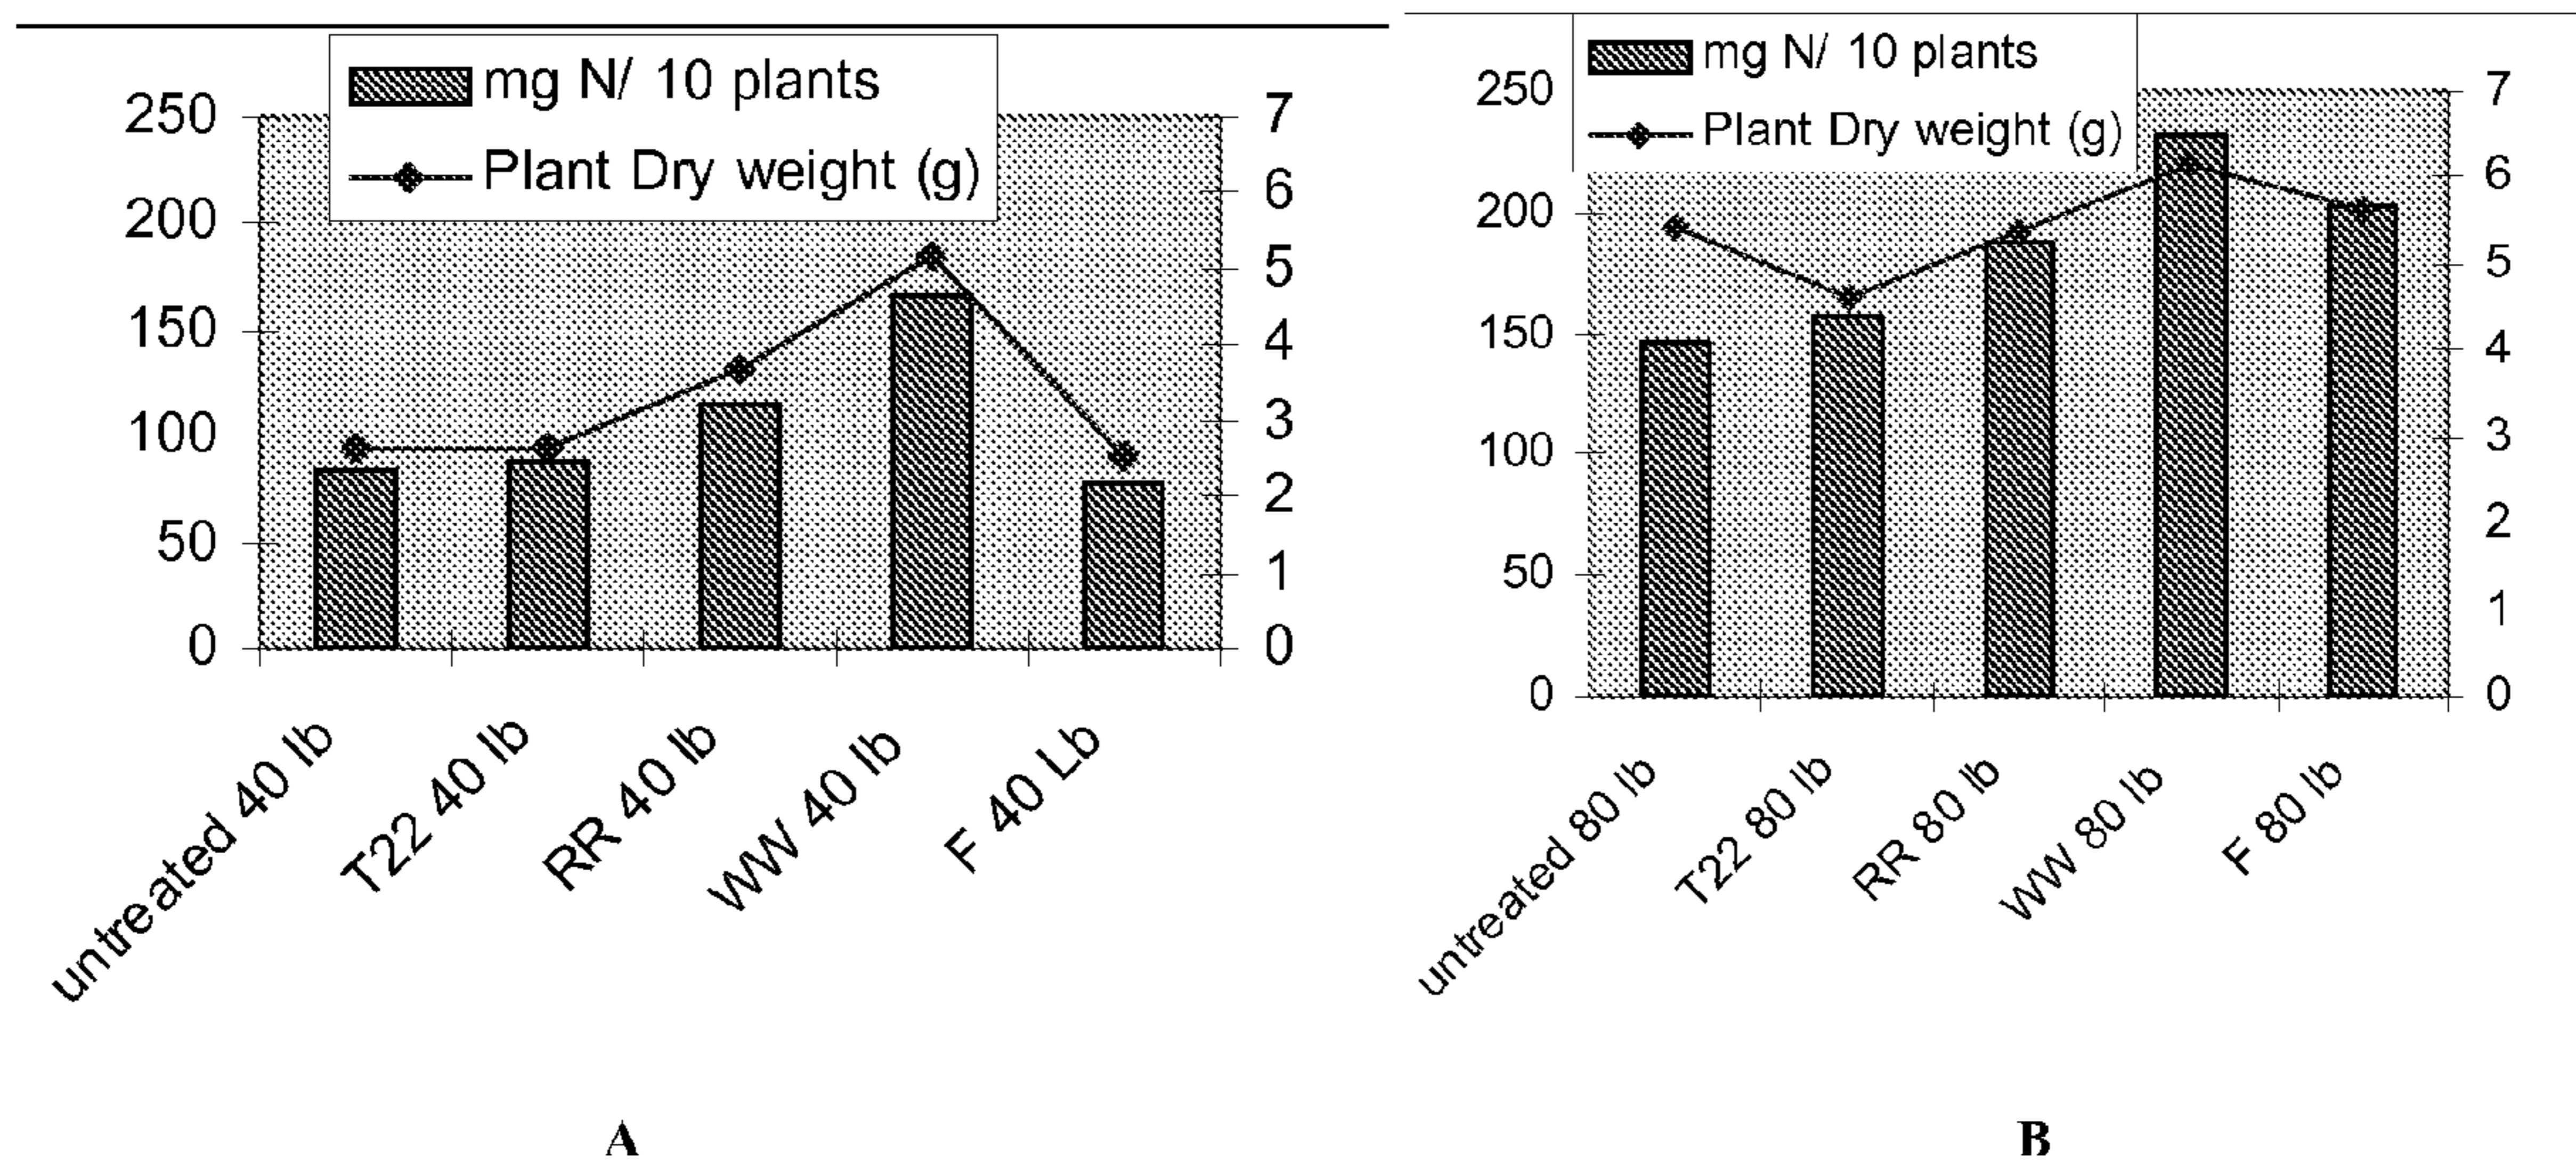 mg N/ 10 plants
Plant Dry weight (g)
250
200
150
100
50
0
7
6
5
4
3
2
1
0
untreated 40 lb
T22 40 lb
RR 40 lb
WW 40 lb
F 40 Lb
A
mg N/ 10 plants
Plant Dry weight (g)
250
200
150
100
50
0
7
6
5
4
3
2
1
0
untreated 80 lb
T22 80 lb
RR 80 lb
WW 80 lb
F 80 lb
B